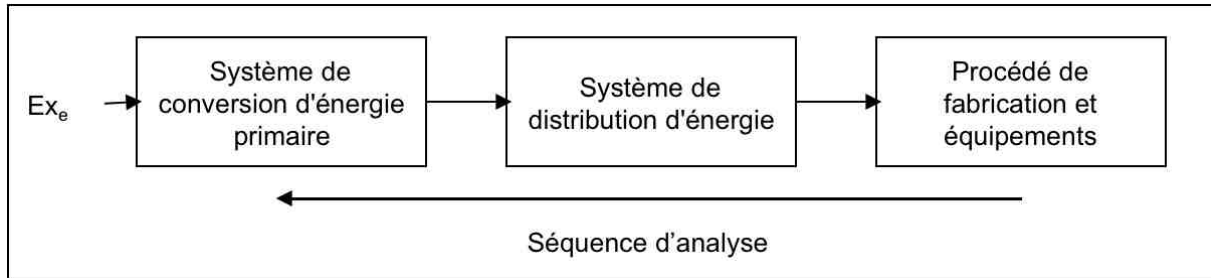 Ex_e
Système de
conversion d'énergie
primaire
Système de
distribution d'énergie
Procédé de
fabrication et
équipements
Séquence d’analyse